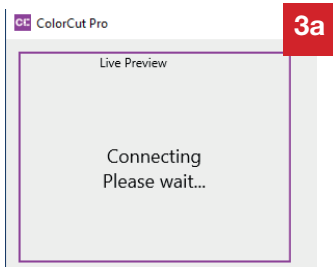 CC ColorCut Pro
3a
Live Preview
Connecting
Please wait...